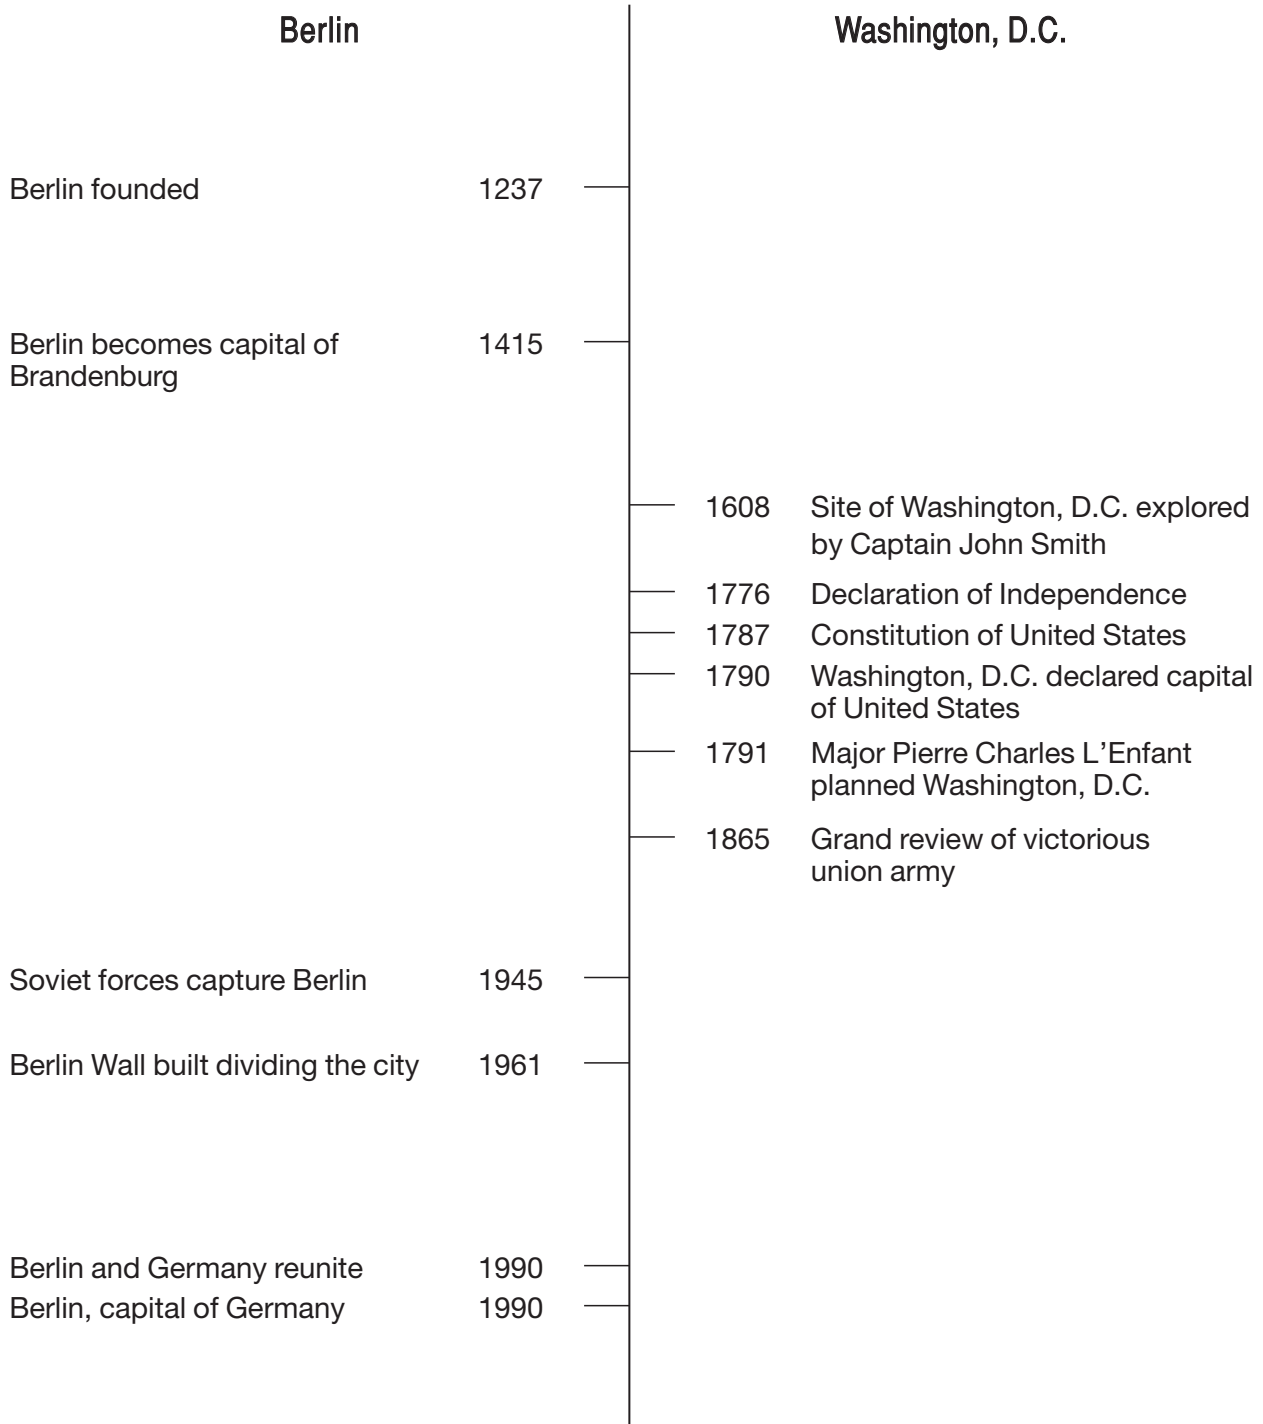 Berlin
Washington, D.C.
Berlin founded 1237
Berlin becomes capital of 1415
Brandenburg
1608 Site of Washington, D.C. explored
by Captain John Smith
1776 Declaration of Independence
1787 Constitution of United States
1790 Washington, D.C. declared capital
of United States
1791 Major Pierre Charles L’Enfant
planned Washington, D.C.
1865 Grand review of victorious
union army
Soviet forces capture Berlin 1945
Berlin Wall built dividing the city 1961
Berlin and Germany reunite 1990
Berlin, capital of Germany 1990